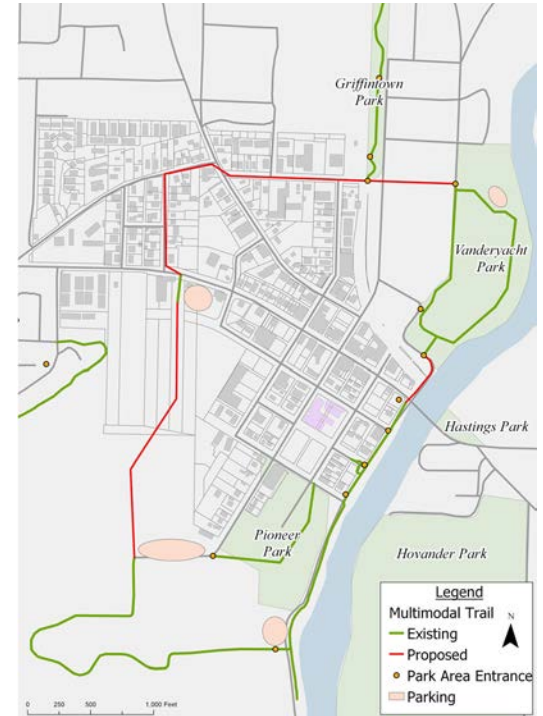 Griffintown
Park
Vanderyacht
Park
Hastings Park
Pioneer
Park
Hovander Park
Legend
Multimodal Trail
N
Existing
Proposed
Park Area Entrance
Parking
0 250 500 1,000 Feet